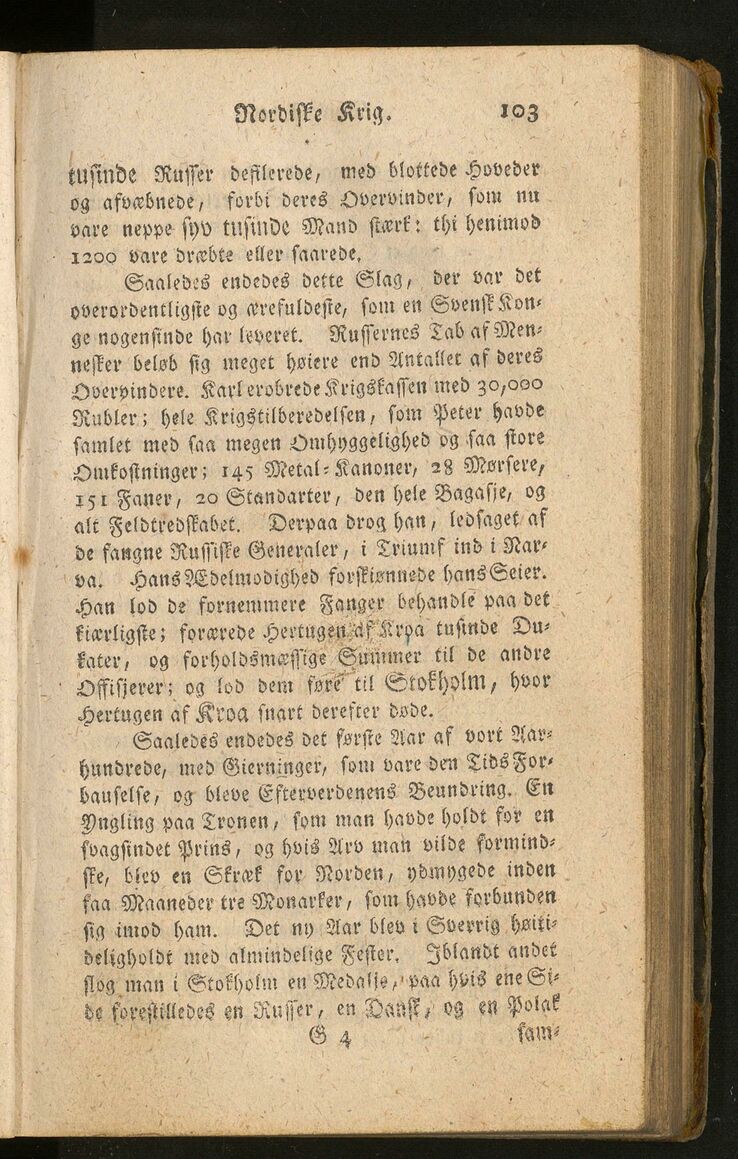 Nordiske Krig. 103
tusinde Russer defilerede, med blottede Hoveder
og afvæbnede, forbi deres Overvinder, som nu
vare neppe syv tusinde Mand stærk: thi henimod
1200 vare dræbte eller saarede.
Saaledes endedes dette Slag, der var det
overordentligste og ærefuldeste, som en Svensk Kon-
ge nogensinde har leveret. Russernes Tab af Men-
nesker beløb sig meget høiere end Antallet af deres
Overvindere. Karl erobrede Krigskassen med 30,000
Rubler; hele Krigstilberedelsen, som Peter havde
samlet med saa megen Omhyggelighed og saa store
Omkostninger; 145 Metal-Kanoner, 28 Mørsere,
151 Faner, 20 Standarter, den hele Bagasje, og
alt Feldtredskabet. Derpaa drog han, ledsaget af
de fangne Russiske Generaler, i Triumf ind i Nar-
va. Hans Ædelmodighed forskiønnede hans Seier.
Han lod de fornemmere Fanger behandle paa det
kiærligste; forærede Hertugen af Kroa tusinde Du-
kater, og forholdsmæssige Summer til de andre
Offisjerer; og lod dem føre til Stokholm, hvor
Hertugen af Kroa snart derefter døde.
Saaledes endedes det første Aar af vort Aar-
hundrede, med Gierninger, som vare den Tids For-
bauselse, og bleve Efterverdenens Beundring. En
Yngling paa Tronen, som man havde holdt for en
svagsindet Prins, og hvis Arv man vilde formind-
ske, blev en Skræk for Norden, ydmygede inden
faa Maaneder tre Monarker, som havde forbunden
sig imod ham. Det ny Aar blev i Sverrig høiti-
deligholdt med almindelige Fester. Iblandt andet
slog man i Stokholm en Medalje, paa hvis ene Si-
de forestilledes en Russer, en Dansk, og en Polak
G 4 sam-